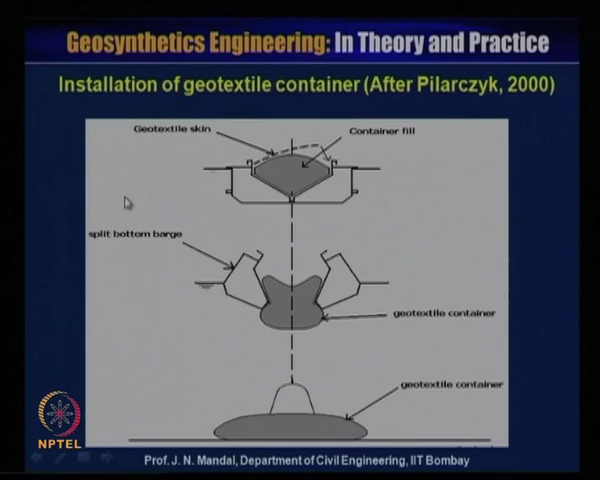 Geosynthetics Engineering: In Theory and Practice
Installation of geotextile container (After Pilarczyk, 2000)
Geotextile skin
Container fill
split bottom barge
geotextile container
geotextile container
NPTEL
Prof. J. N. Mandal, Department of Civil Engineering, IIT Bombay